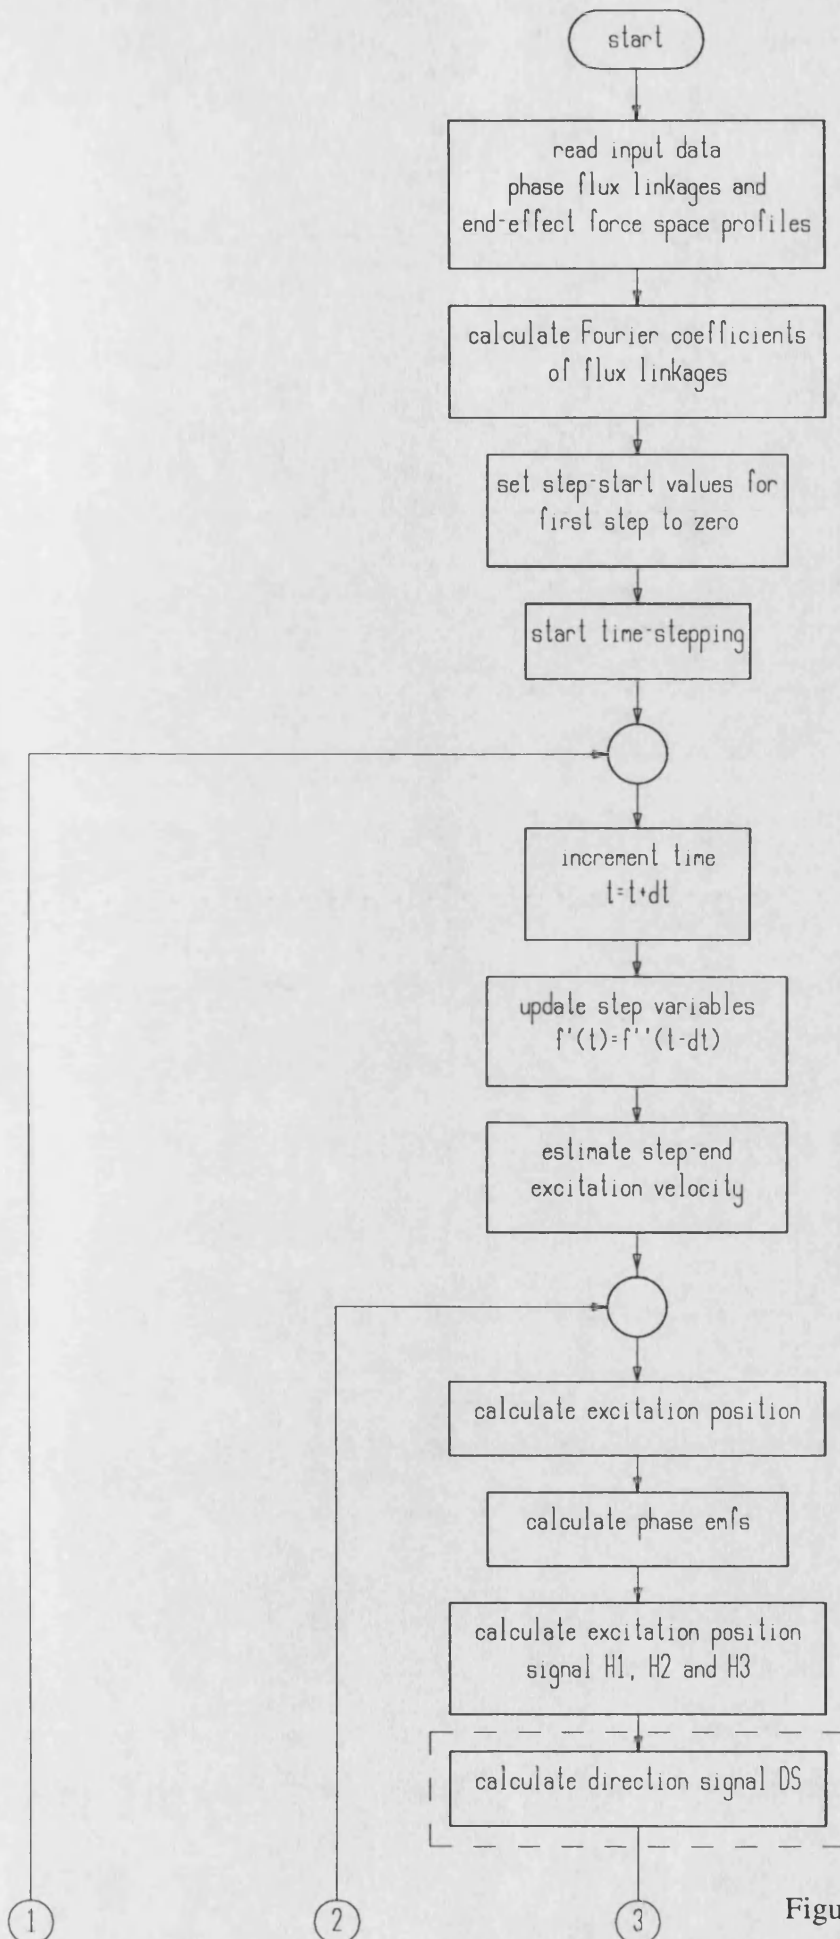 start
read input data
phase flux linkages and
end-effect force space profiles
calculate Fourier coefficients
of flux linkages
set step-start values for
first step to zero
start time-stepping
increment time
t=t+dt
update step variables
f'(t)=f''(t-dt)
estimate step-end
excitation velocity
calculate excitation position
calculate phase emfs
calculate excitation position
signal H1, H2 and H3
calculate direction signal DS
1
2
3
Figu